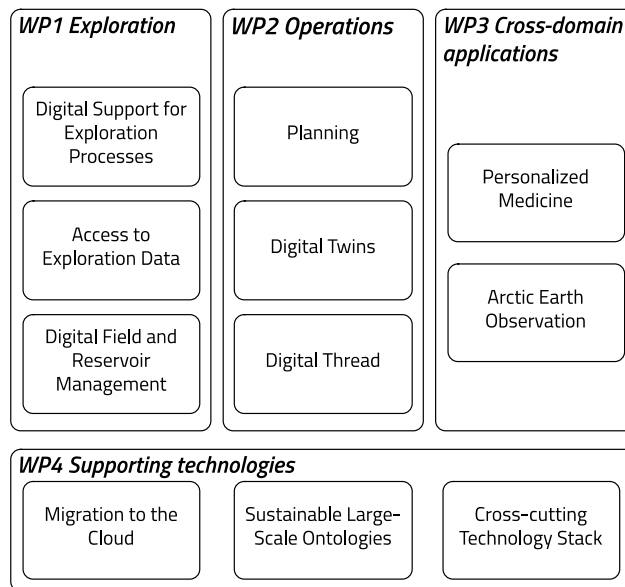 WP1 Exploration
Digital Support for
Exploration
Processes
Access to
Exploration Data
Digital Field and
Reservoir
Management
WP2 Operations
Planning
Digital Twins
Digital Thread
WP3 Cross-domain
applications
Personalized
Medicine
Arctic Earth
Observation
WP4 Supporting technologies
Migration to the
Cloud
Sustainable Large-
Scale Ontologies
Cross-cutting
Technology Stack